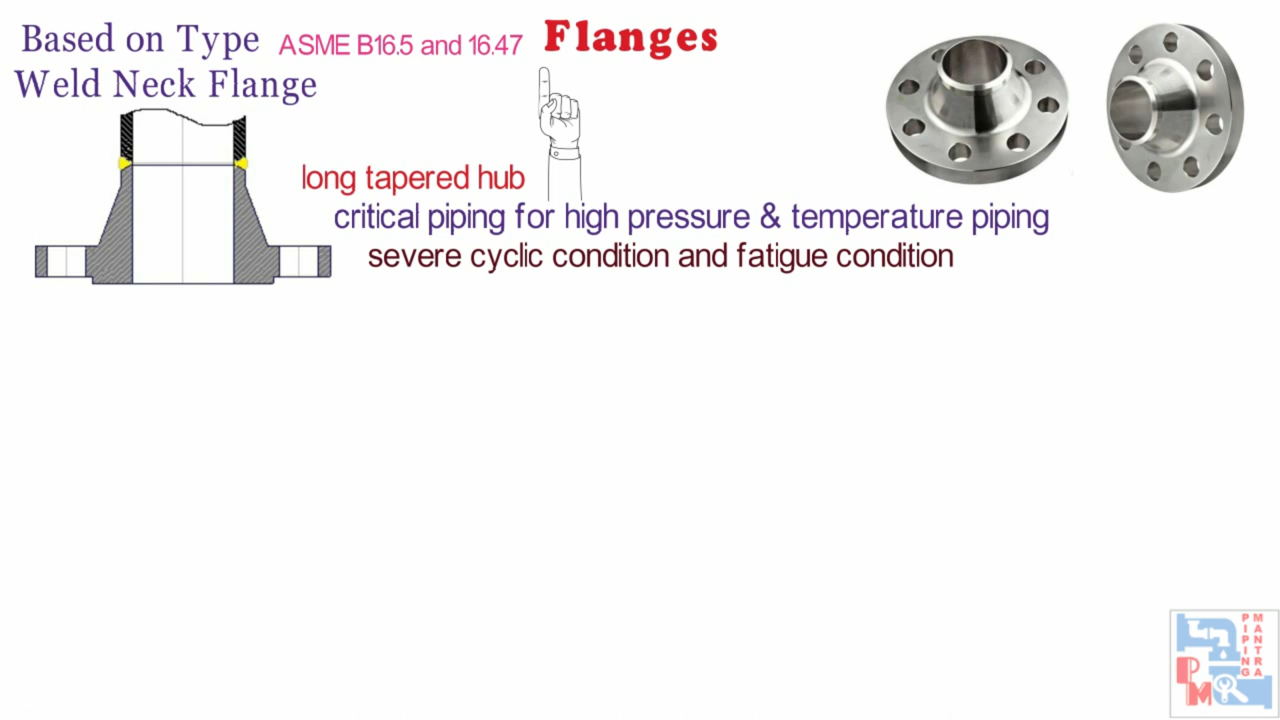 Based on Type
ASME B16.5 and 16.47
Flanges
Weld Neck Flange
long tapered hub
critical piping for high pressure & temperature piping
severe cyclic condition and fatigue condition
PIPING
MANTRA
PM